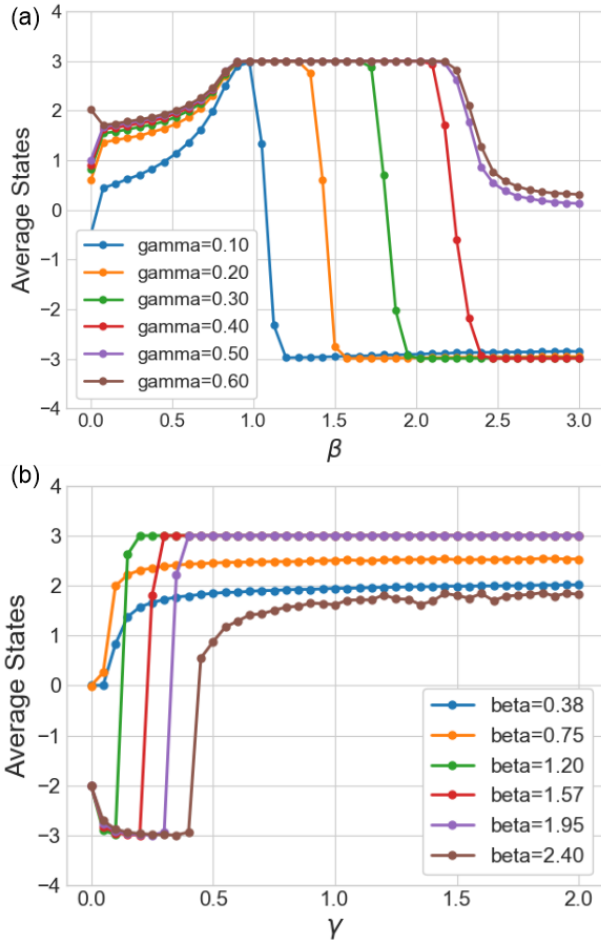 (a)
4
3
2
1
0
−1
−2
−3
−4
Average States
gamma=0.10
gamma=0.20
gamma=0.30
gamma=0.40
gamma=0.50
gamma=0.60
0.0 0.5 1.0 1.5 2.0 2.5 3.0
β
(b)
4
3
2
1
0
−1
−2
−3
−4
Average States
beta=0.38
beta=0.75
beta=1.20
beta=1.57
beta=1.95
beta=2.40
0.0 0.5 1.0 1.5 2.0
γ